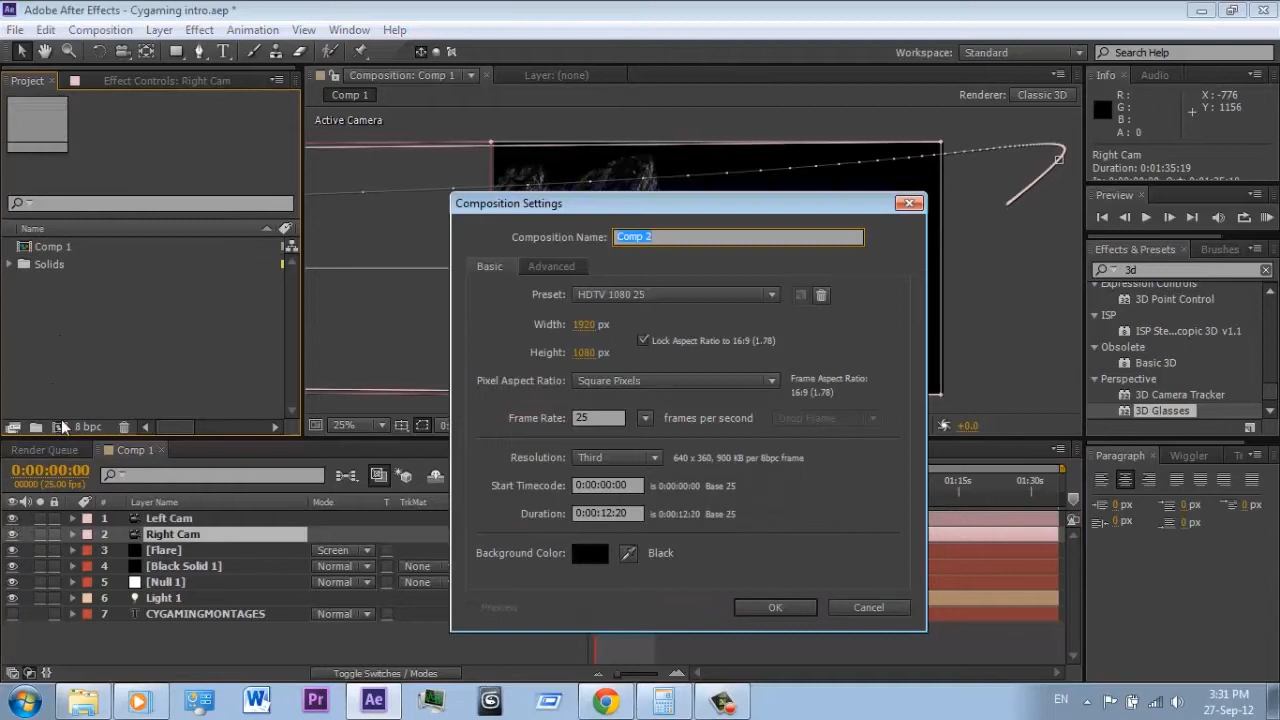 Adobe After Effects - Cygaming intro.aep *
File Edit Composition Layer Effect Animation View Window Help
Workspace: Standard Search Help
Project Effect Controls: Right Cam
Composition: Comp 1 Layer: (none)
Comp 1 Renderer: Classic 3D
Active Camera
Info Audio
R : X : -776
G : Y : 1156
B :
A : 0
Right Cam
Duration: 0:01:35:19
Preview
Effects & Presets Brushes
3d
Expression Controls
3D Point Control
ISP
ISP Ste...copic 3D v1.1
Obsolete
Basic 3D
Perspective
3D Camera Tracker
3D Glasses
Name
Comp 1
Solids
8 bpc
25%
+0.0
Composition Settings
Composition Name: Comp 2
Basic Advanced
Preset: HDTV 1080 25
Width: 1920 px
Lock Aspect Ratio to 16:9 (1.78)
Height: 1080 px
Pixel Aspect Ratio: Square Pixels
Frame Aspect Ratio:
16:9 (1.78)
Frame Rate: 25 frames per second Drop Frame
Resolution: Third 640 x 360, 900 KB per 8bpc frame
Start Timecode: 0:00:00:00 is 0:00:00:00 Base 25
Duration: 0:00:12:20 is 0:00:12:20 Base 25
Background Color: Black
Preview OK Cancel
Render Queue Comp 1
0:00:00:00
00000 (25.00 fps)
01:15s 01:30s
# Layer Name Mode T TrkMat
1 Left Cam
2 Right Cam
3 [Flare] Screen
4 [Black Solid 1] Normal None
5 [Null 1] Normal None
6 Light 1
7 T CYGAMINGMONTAGES Normal None
Toggle Switches / Modes
Paragraph Wiggler
0 px 0 px 0 px
0 px 0 px
W Pr Ae
EN
3:31 PM
27-Sep-12